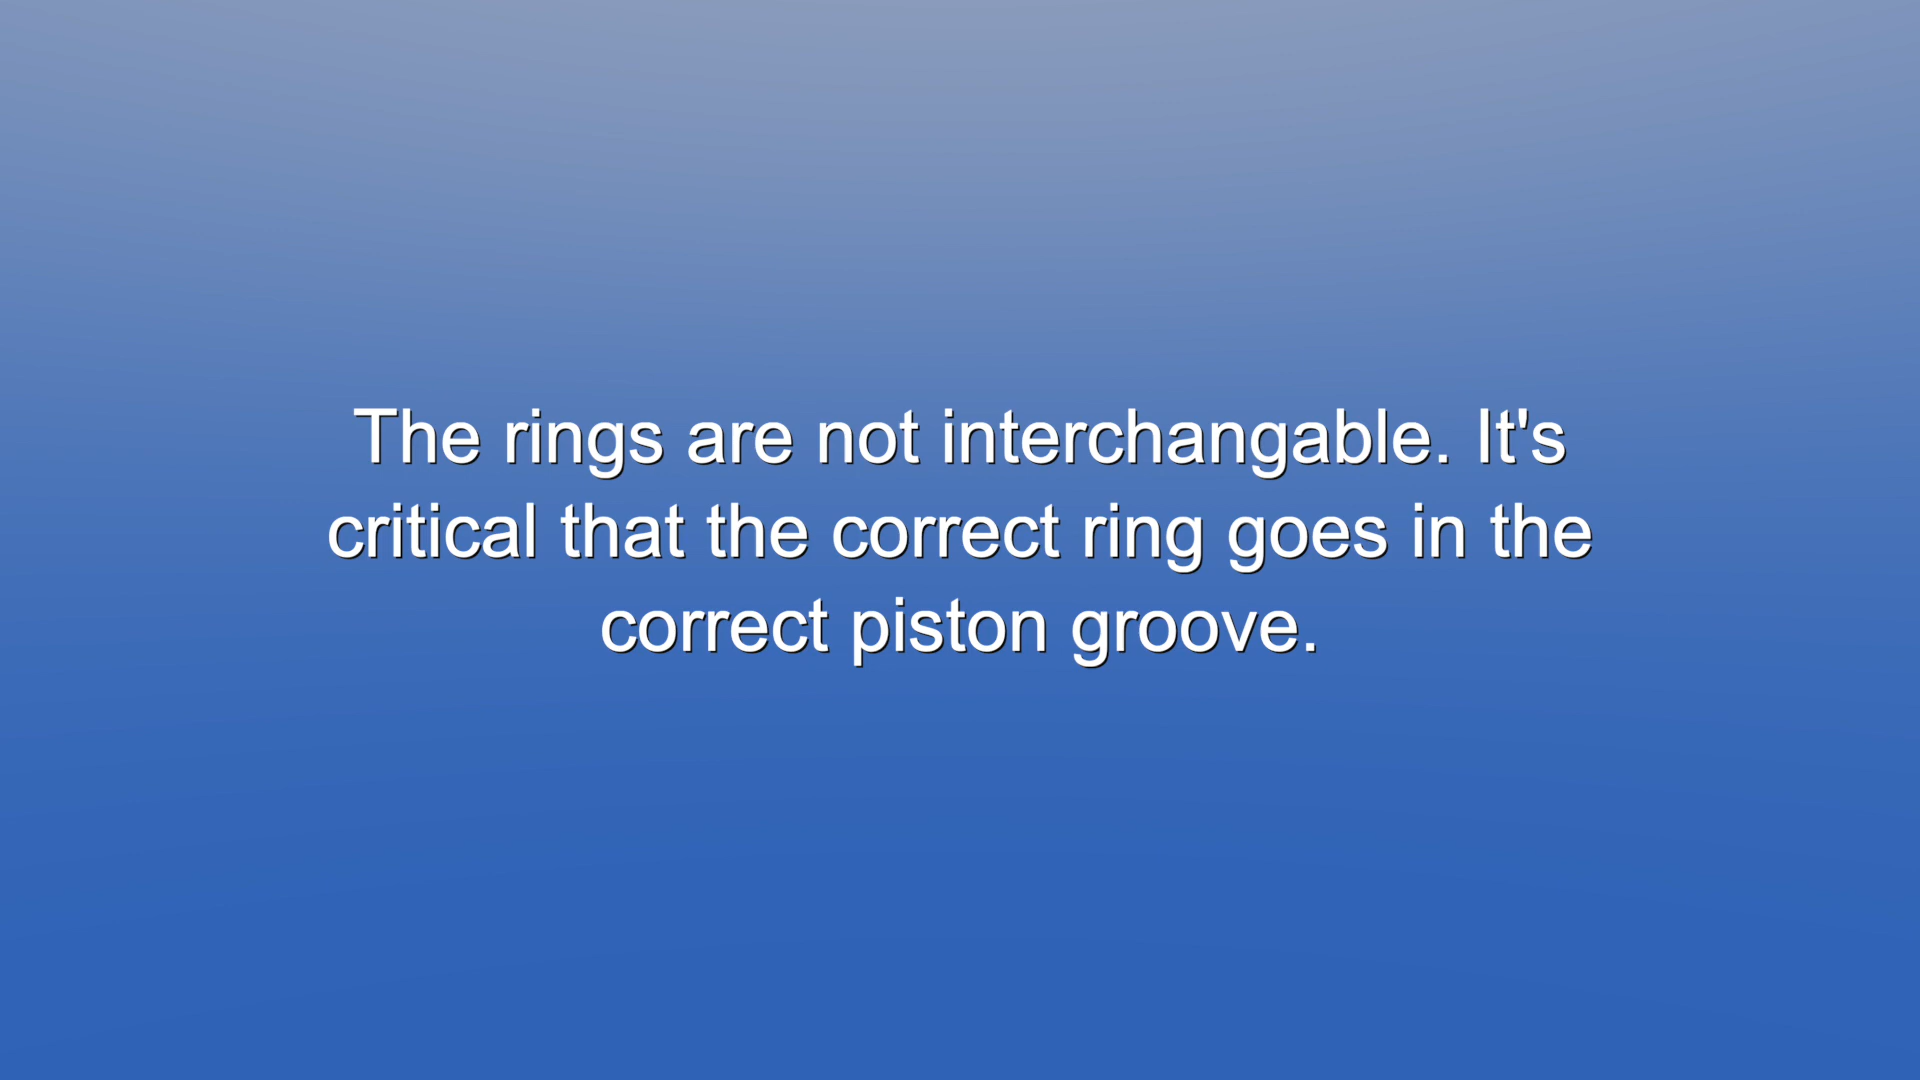 The rings are not interchangable. It's
critical that the correct ring goes in the
correct piston groove.